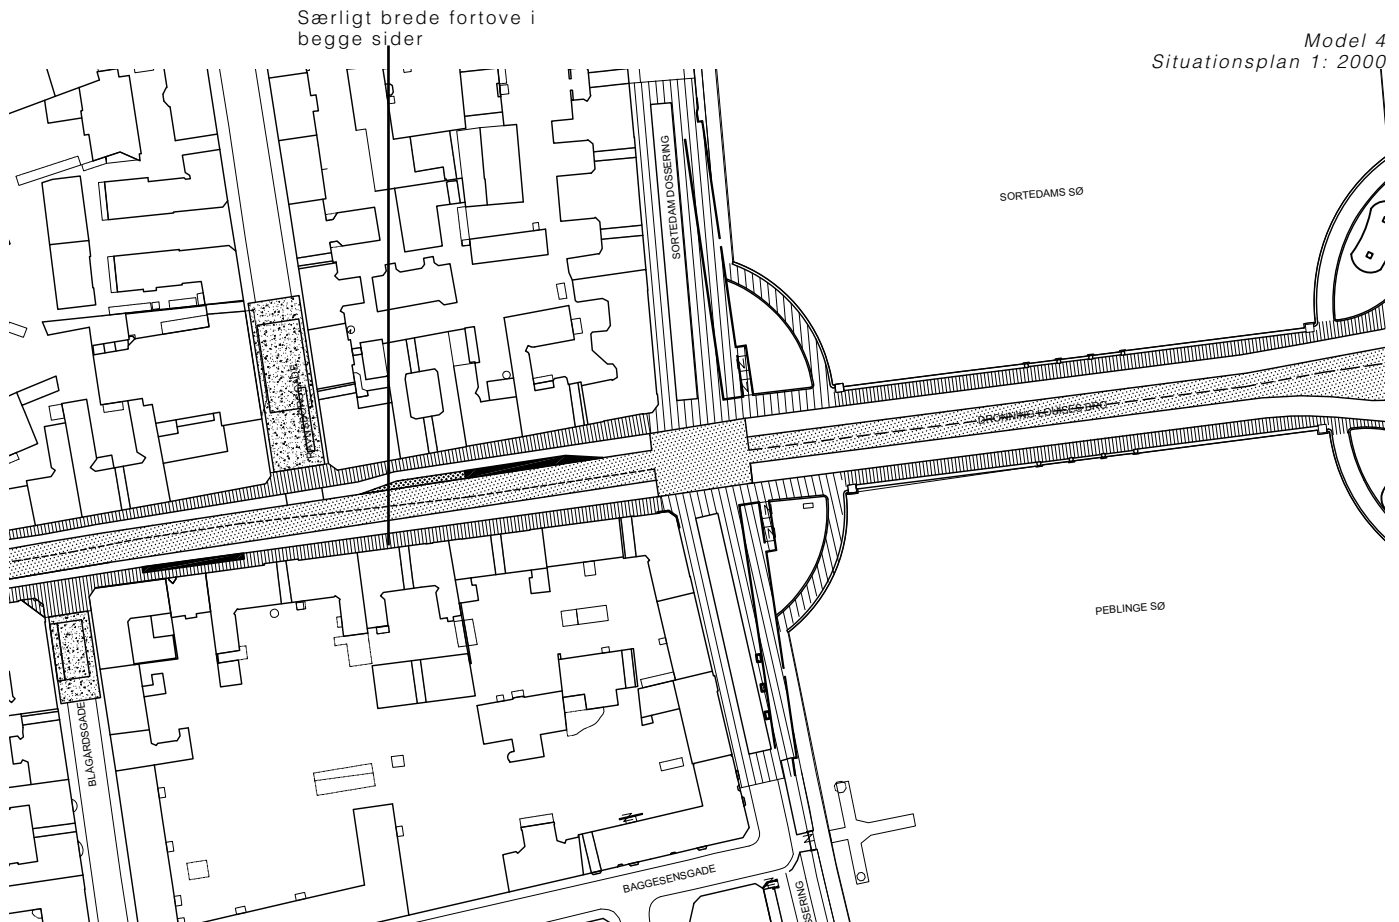 Særligt brede fortove i
begge sider
Model 4
Situationsplan 1: 2000
SORTEDAM DOSSERING
SORTEDAMS SØ
DRONNING LOUISES BRO
PEBLINGE SØ
BLÅGÅRDSGADE
BAGGESENSGADE
SSERING